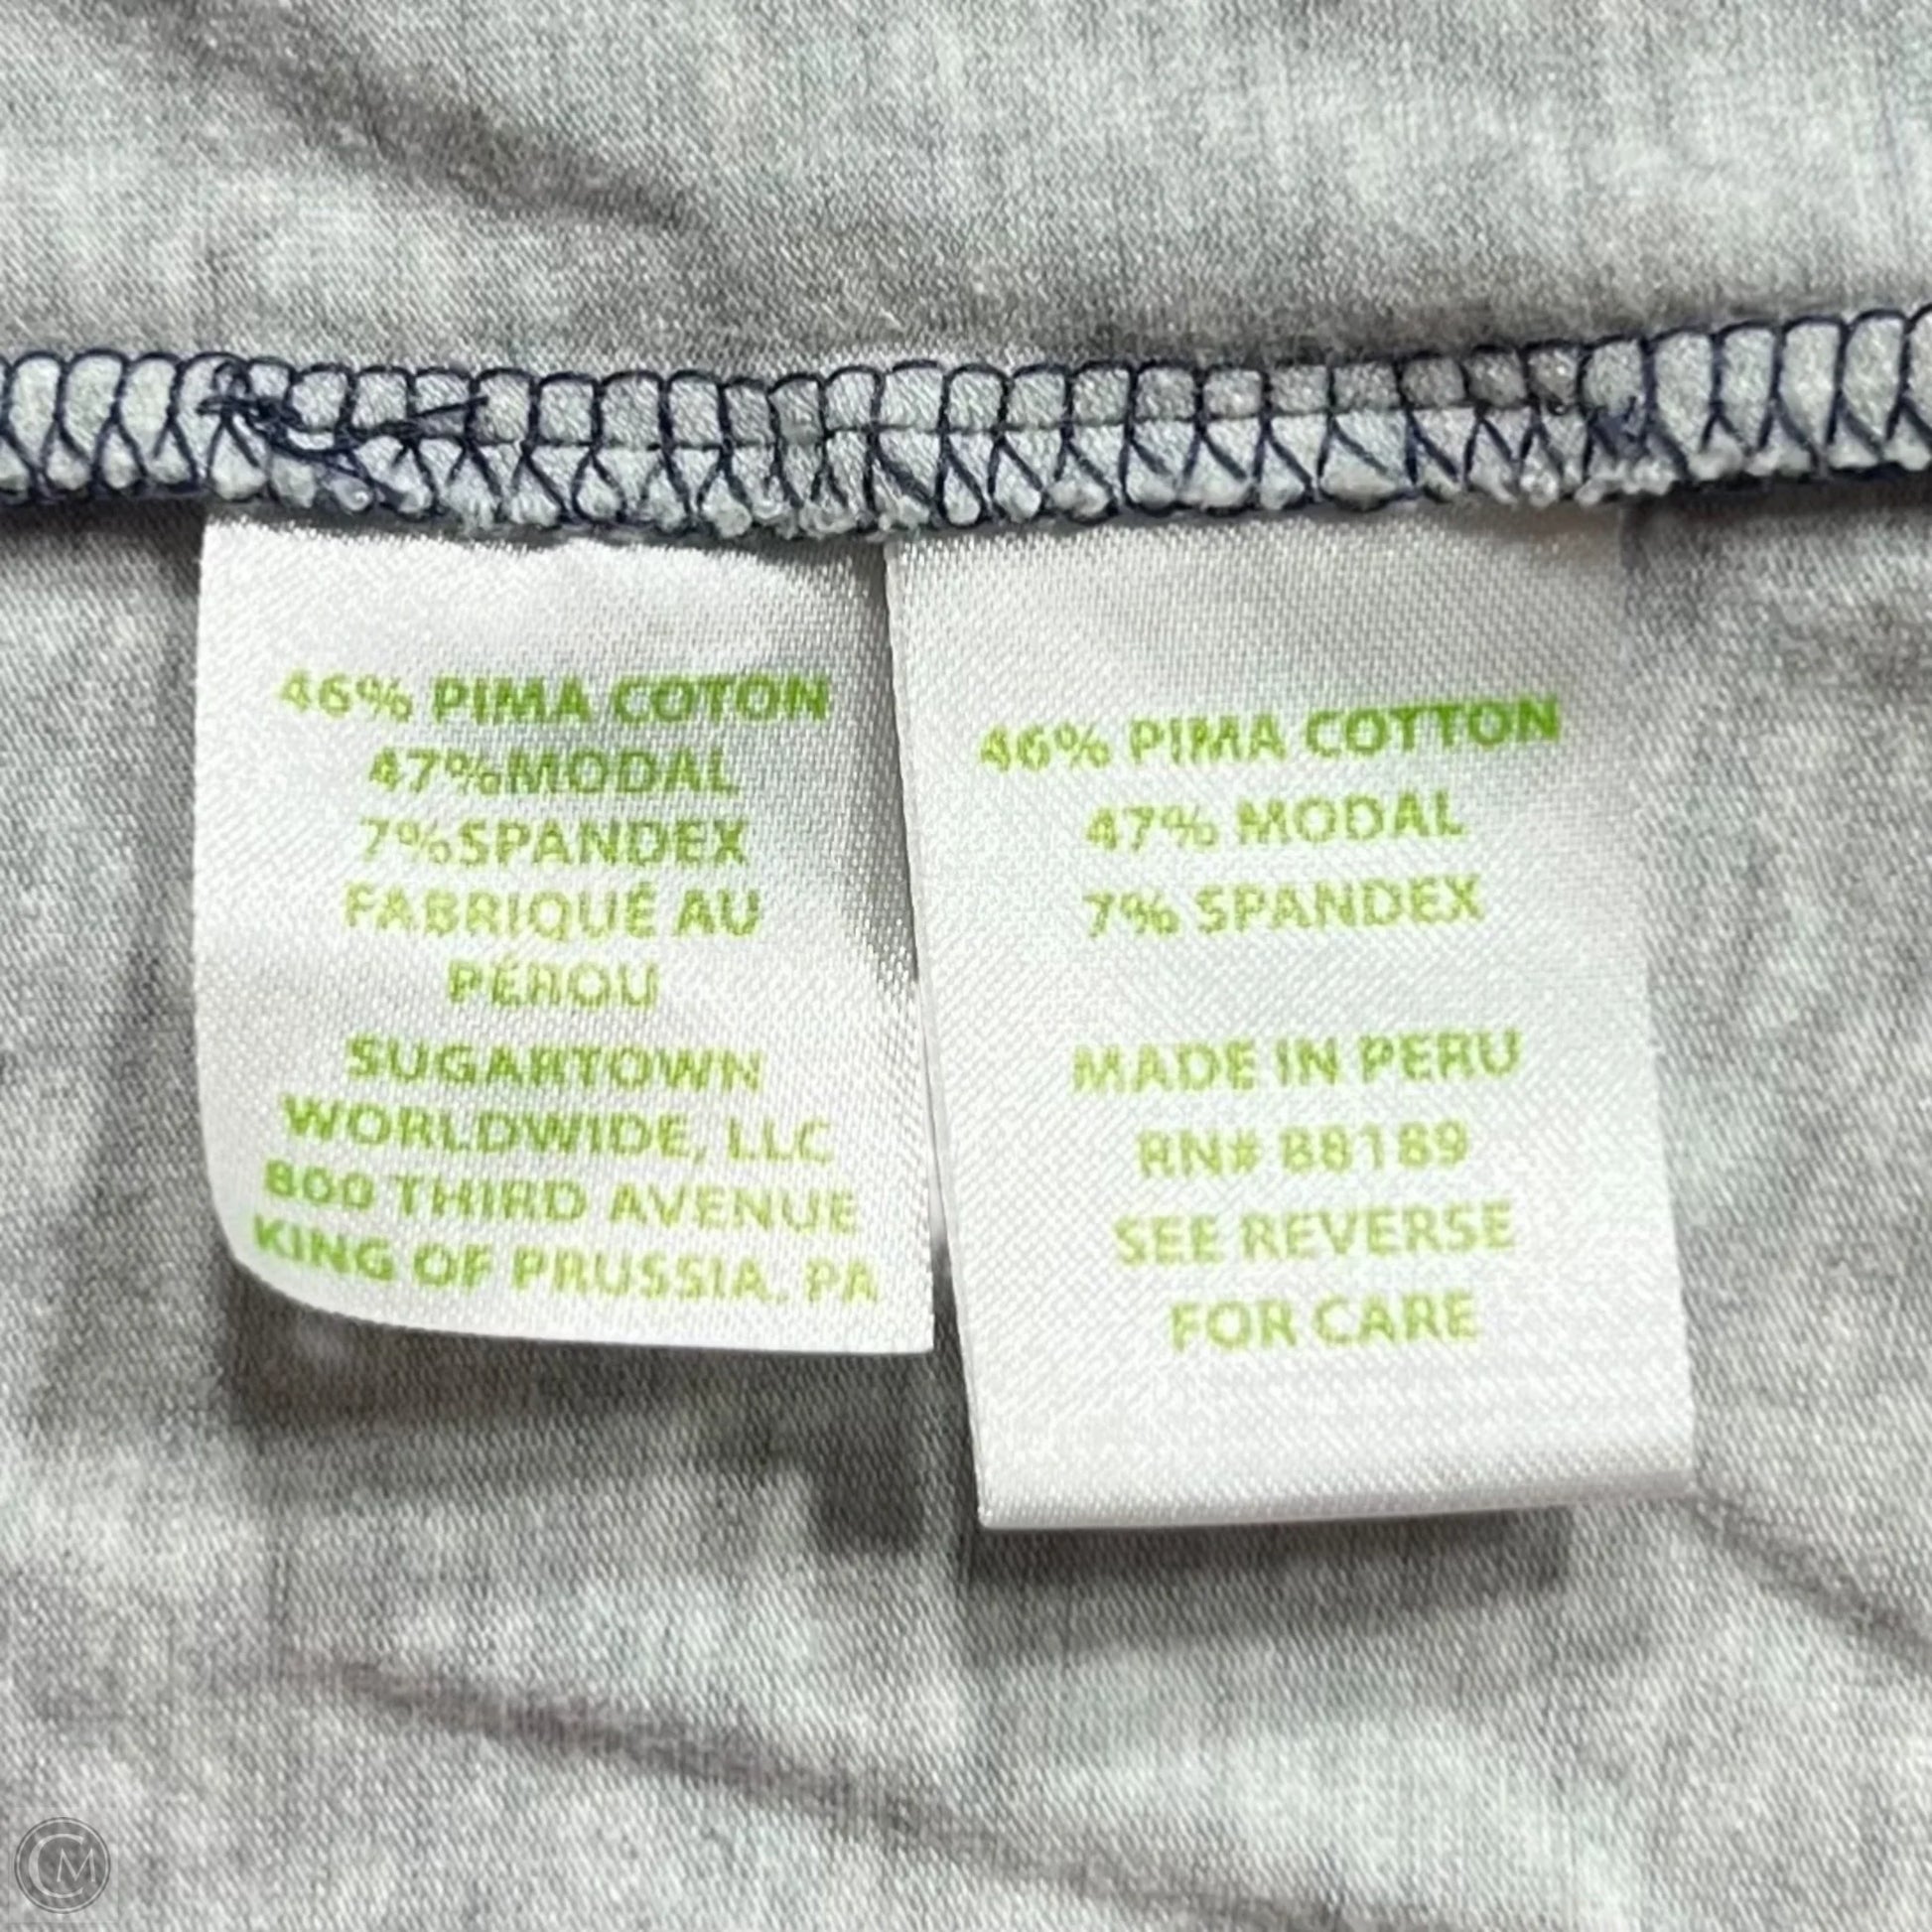 46% PIMA COTON
47%MODAL
7%SPANDEX
FABRIQUÉ AU
PÉROU
SUGARTOWN
WORLDWIDE, LLC
800 THIRD AVENUE
KING OF PRUSSIA, PA
46% PIMA COTTON
47% MODAL
7% SPANDEX
MADE IN PERU
RN# 88189
SEE REVERSE
FOR CARE
CM